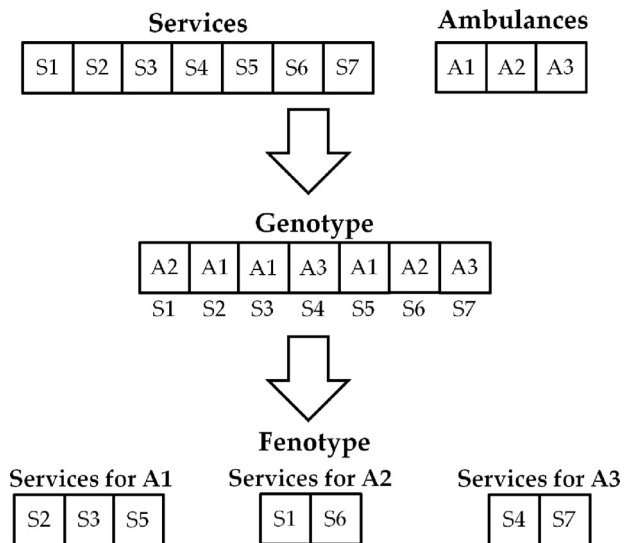 Services
Ambulances
S1 S2 S3 S4 S5 S6 S7
A1 A2 A3
Genotype
A2 A1 A1 A3 A1 A2 A3
S1 S2 S3 S4 S5 S6 S7
Fenotype
Services for A1
Services for A2
Services for A3
S2 S3 S5
S1 S6
S4 S7